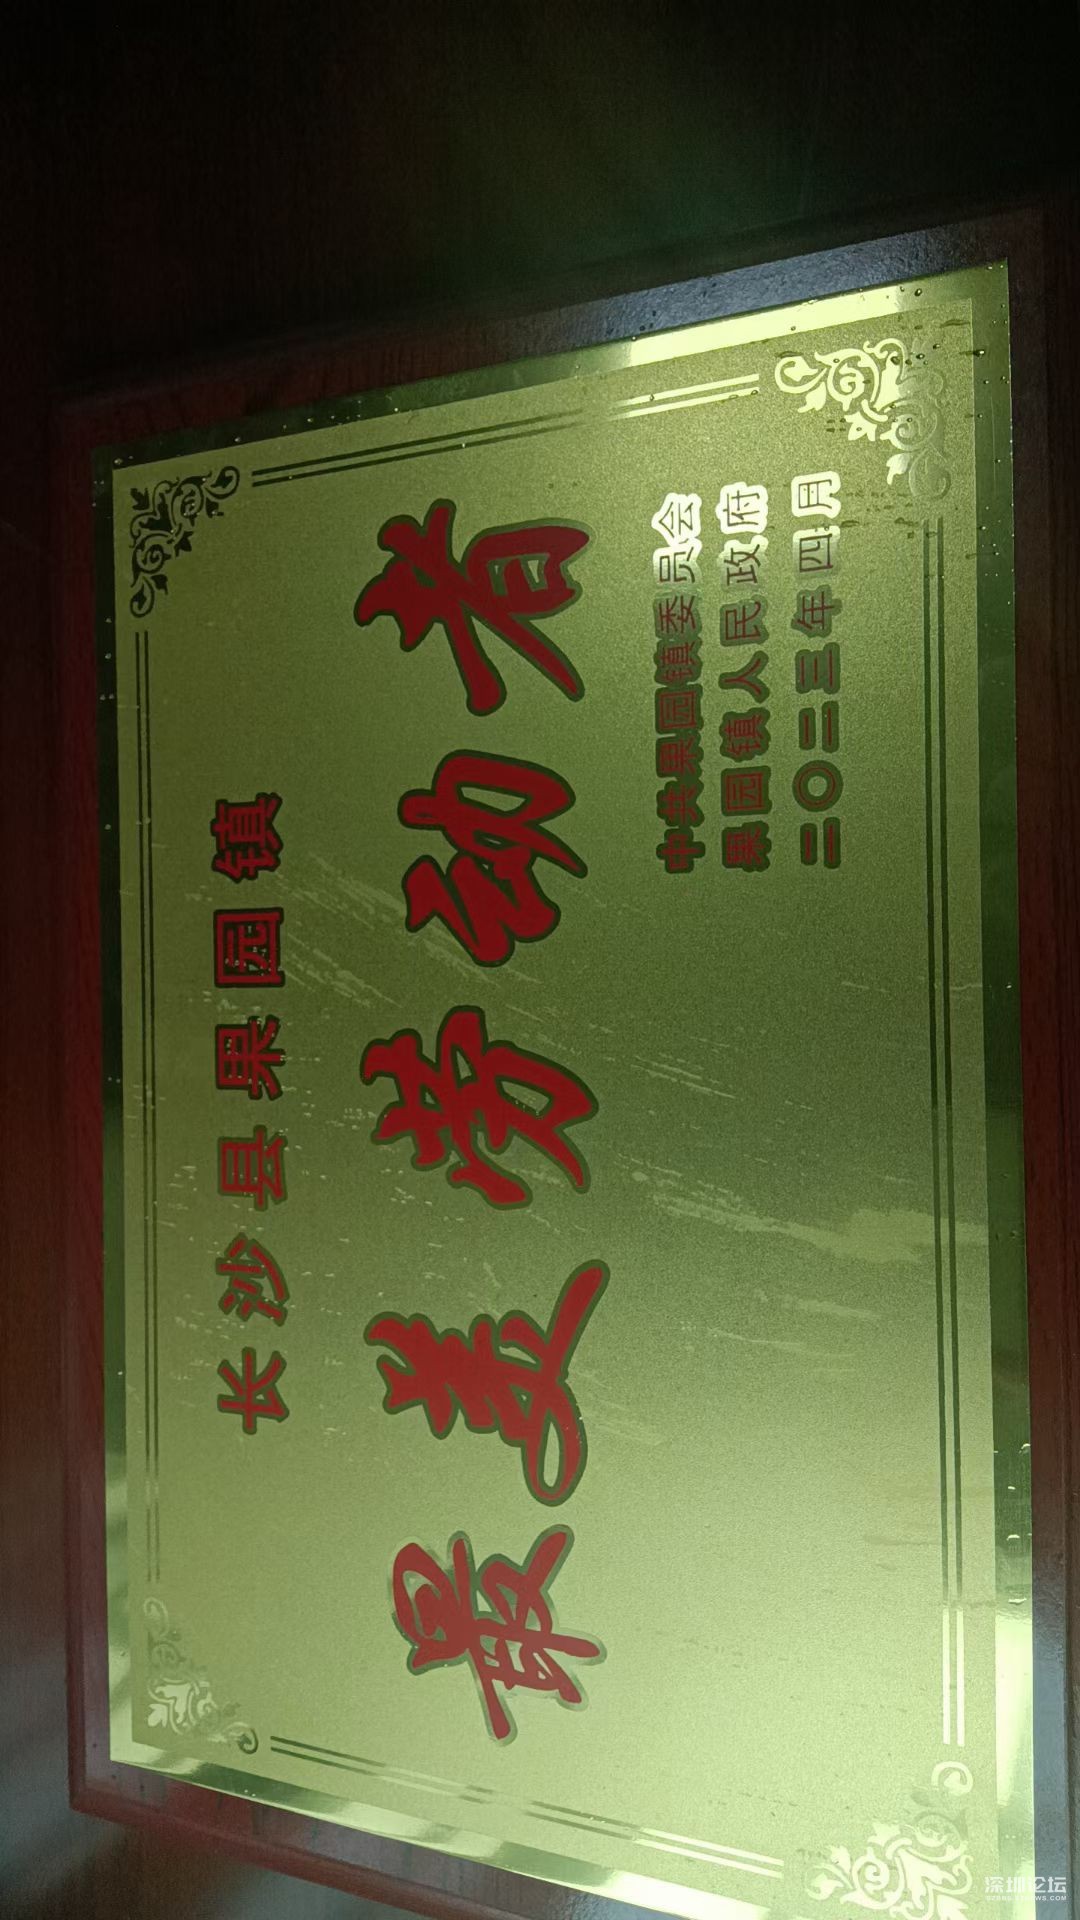 长沙县果园镇
最美劳动者
中共果园镇委员会
果园镇人民政府
二〇二三年四月
深圳论坛